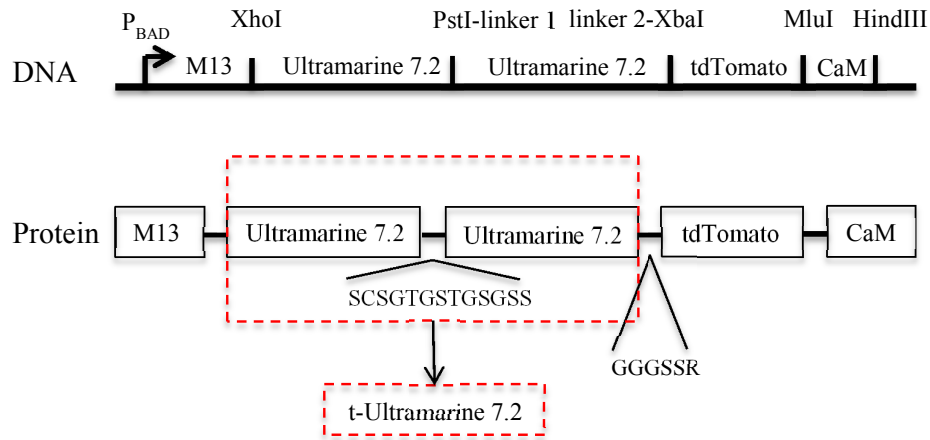 P_BAD XhoI PstI-linker 1 linker 2-XbaI MluI HindIII
DNA M13 Ultramarine 7.2 Ultramarine 7.2 tdTomato CaM
Protein M13 Ultramarine 7.2 Ultramarine 7.2 tdTomato CaM
SCSGTGSTGSGSS
GGGSSR
t-Ultramarine 7.2